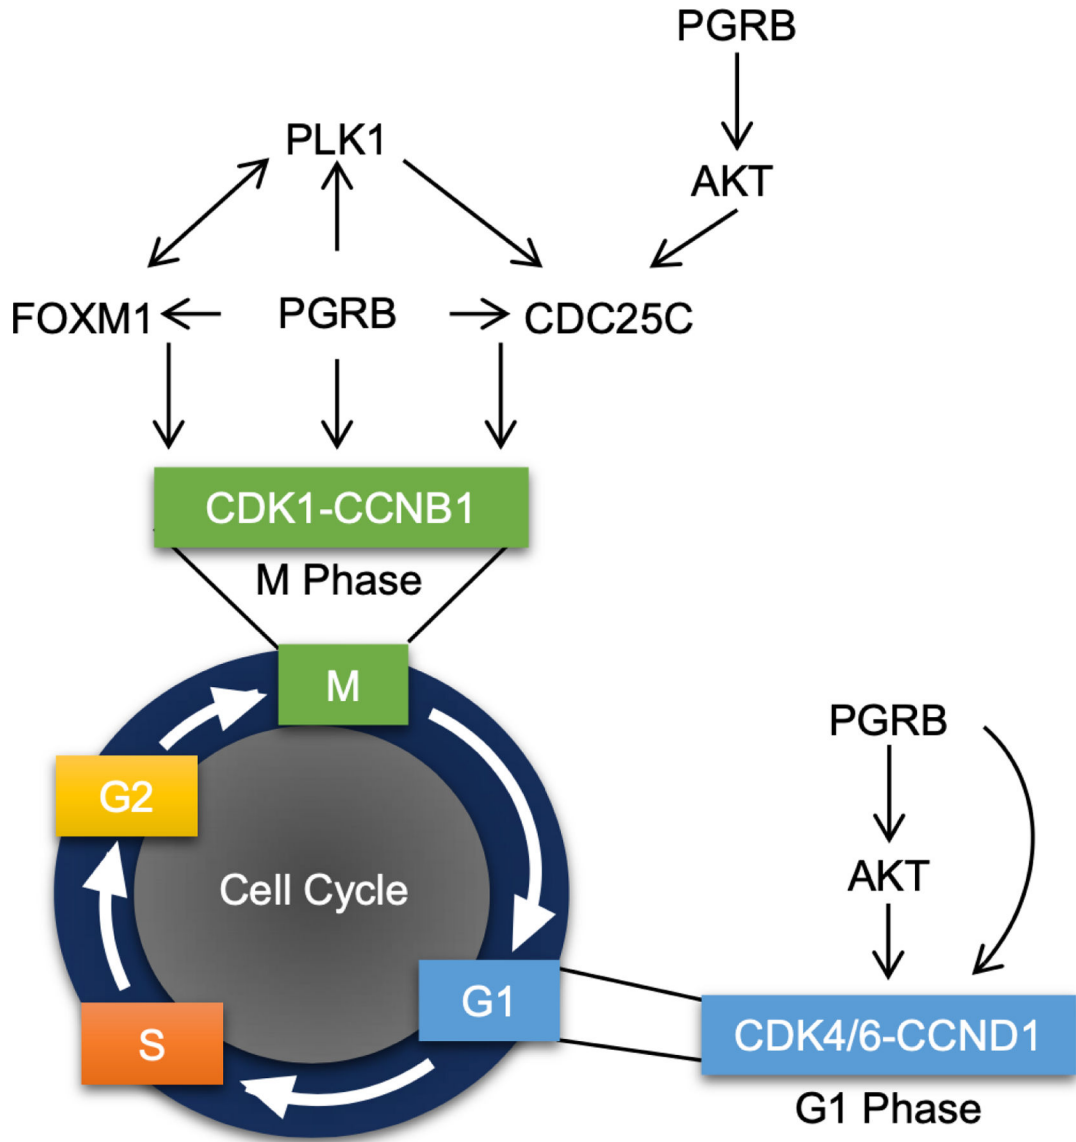 PGRB
PLK1
AKT
FOXM1
PGRB
CDC25C
CDK1-CCNB1
M Phase
M
PGRB
G2
AKT
Cell Cycle
G1
S
CDK4/6-CCND1
G1 Phase